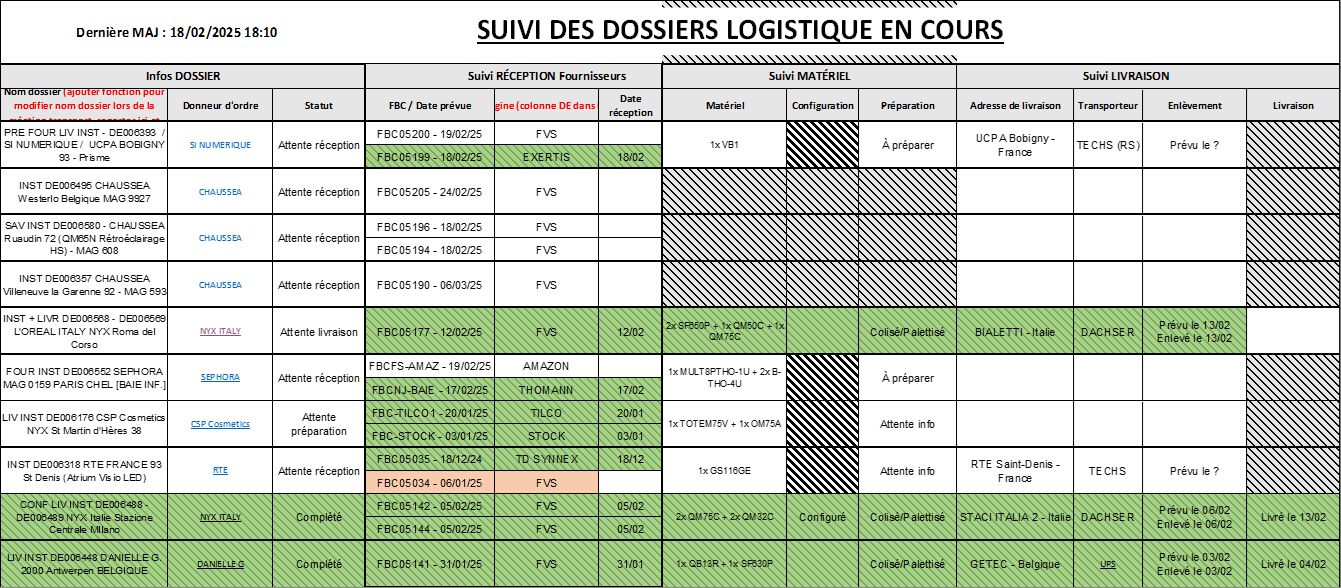 Dernière MAJ : 18/02/2025 18:10
SUIVI DES DOSSIERS LOGISTIQUE EN COURS
Infos DOSSIER
Suivi RÉCEPTION Fournisseurs
Suivi MATÉRIEL
Suivi LIVRAISON
Nom dossier (ajouter fonction pour
modifier nom dossier lors de la
Donneur d'ordre
Statut
FBC / Date prévue
gine (colonne DE dans
Date
réception
Matériel
Configuration
Préparation
Adresse de livraison
Transporteur
Enlèvement
Livraison
PRE FOUR LIV INST - DE006393 /
SI NUMERIQUE / UCPA BOBIGNY
93 - Prisme
SI NUMERIQUE
Attente réception
FBC05200 - 19/02/25
FVS
FBC05199 - 18/02/25
EXERTIS
18/02
1x VB1
À préparer
UCPA Bobigny -
France
TECHS (RS)
Prévu le ?
INST DE006495 CHAUSSEA
Westerlo Belgique MAG 9927
CHAUSSEA
Attente réception
FBC05205 - 24/02/25
FVS
SAV INST DE006580 - CHAUSSEA
Ruaudin 72 (QM65N Rétroéclairage
HS) - MAG 608
CHAUSSEA
Attente réception
FBC05196 - 18/02/25
FVS
FBC05194 - 18/02/25
FVS
INST DE006357 CHAUSSEA
Villeneuve la Garenne 92 - MAG 593
CHAUSSEA
Attente réception
FBC05190 - 06/03/25
FVS
INST + LIVR DE006568 - DE006569
L'OREAL ITALY NYX Roma del
Corso
NYX ITALY
Attente livraison
FBC05177 - 12/02/25
FVS
12/02
2x SF650P + 1x QM50C + 1x
QM75C
Colisé/Palettisé
BIALETTI - Italie
DACHSER
Prévu le 13/02
Enlevé le 13/02
FOUR INST DE006552 SEPHORA
MAG 0159 PARIS CHEL [BAIE INF.]
SEPHORA
Attente réception
FBCFS-AMAZ - 19/02/25
AMAZON
FBCNJ-BAIE - 17/02/25
THOMANN
17/02
1x MULT8PTHO-1U + 2x B-
THO-4U
À préparer
LIV INST DE006176 CSP Cosmetics
NYX St Martin d'Hères 38
CSP Cosmetics
Attente
préparation
FBC-TILCO1 - 20/01/25
TILCO
20/01
FBC-STOCK - 03/01/25
STOCK
03/01
1x TOTEM75V + 1x OM75A
Attente info
INST DE006318 RTE FRANCE 93
St Denis (Atrium Visio LED)
RTE
Attente réception
FBC05035 - 18/12/24
TD SYNNEX
18/12
FBC05034 - 06/01/25
FVS
1x GS116GE
Attente info
RTE Saint-Denis -
France
TECHS
Prévu le ?
CONF LIV INST DE006488 -
DE006489 NYX Italie Stazione
Centrale Milano
NYX ITALY
Complété
FBC05142 - 05/02/25
FVS
05/02
FBC05144 - 05/02/25
FVS
05/02
2x QM75C + 2x QM32C
Configuré
Colisé/Palettisé
STACI ITALIA 2 - Italie
DACHSER
Prévu le 06/02
Enlevé le 06/02
Livré le 13/02
LIV INST DE006448 DANIELLE G.
2000 Antwerpen BELGIQUE
DANIELLE G
Complété
FBC05141 - 31/01/25
FVS
31/01
1x QB13R + 1x SF630P
Colisé/Palettisé
GETEC - Belgique
UPS
Prévu le 03/02
Enlevé le 03/02
Livré le 04/02